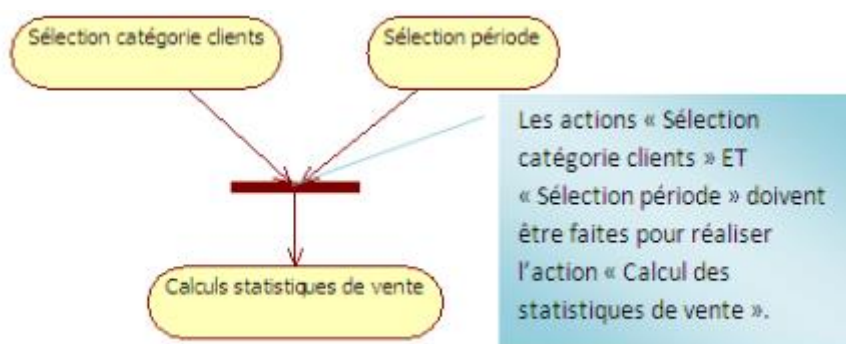 Sélection catégorie clients
Sélection période
Les actions « Sélection
catégorie clients » ET
« Sélection période » doivent
être faites pour réaliser
l'action « Calcul des
statistiques de vente ».
Calculs statistiques de vente